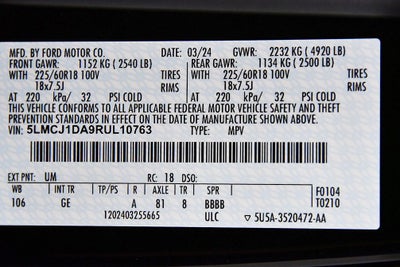 MFD. BY FORD MOTOR CO. 03/24 GVWR: 2232 KG ( 4920 LB)
FRONT GAWR: 1152 KG ( 2540 LB) REAR GAWR: 1134 KG ( 2500 LB)
WITH 225/60R18 100V TIRES WITH 225/60R18 100V TIRES
18x7.5J RIMS 18x7.5J RIMS
AT 220 kPa/ 32 PSI COLD AT 220 kPa/ 32 PSI COLD
THIS VEHICLE CONFORMS TO ALL APPLICABLE FEDERAL MOTOR VEHICLE SAFETY AND THEFT
PREVENTION STANDARDS IN EFFECT ON THE DATE OF MANUFACTURE SHOWN ABOVE.
VIN: 5LMCJ1DA9RUL10763 TYPE: MPV
EXT PNT: UM RC: 18 DSO: F0104
WB INT TR TP/PS R AXLE TR SPR T0210
106 GE A 81 8 BBBB
1202403255665 ULC 5U5A-3520472-AA